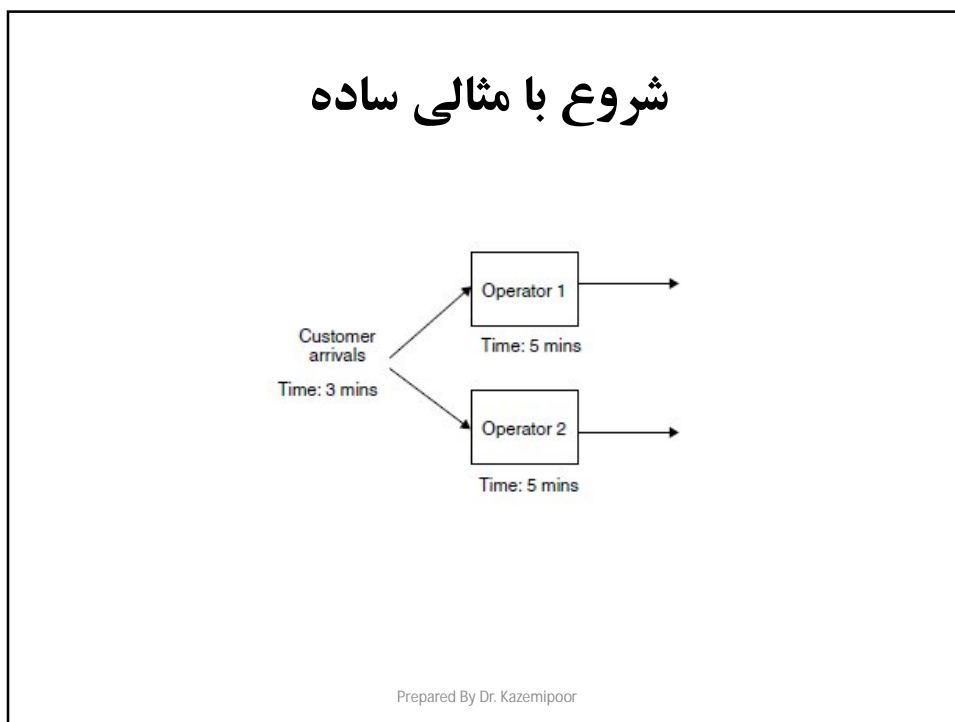 شروع با مثالی ساده
Operator 1
Time: 5 mins
Customer
arrivals
Time: 3 mins
Operator 2
Time: 5 mins
Prepared By Dr. Kazemipoor